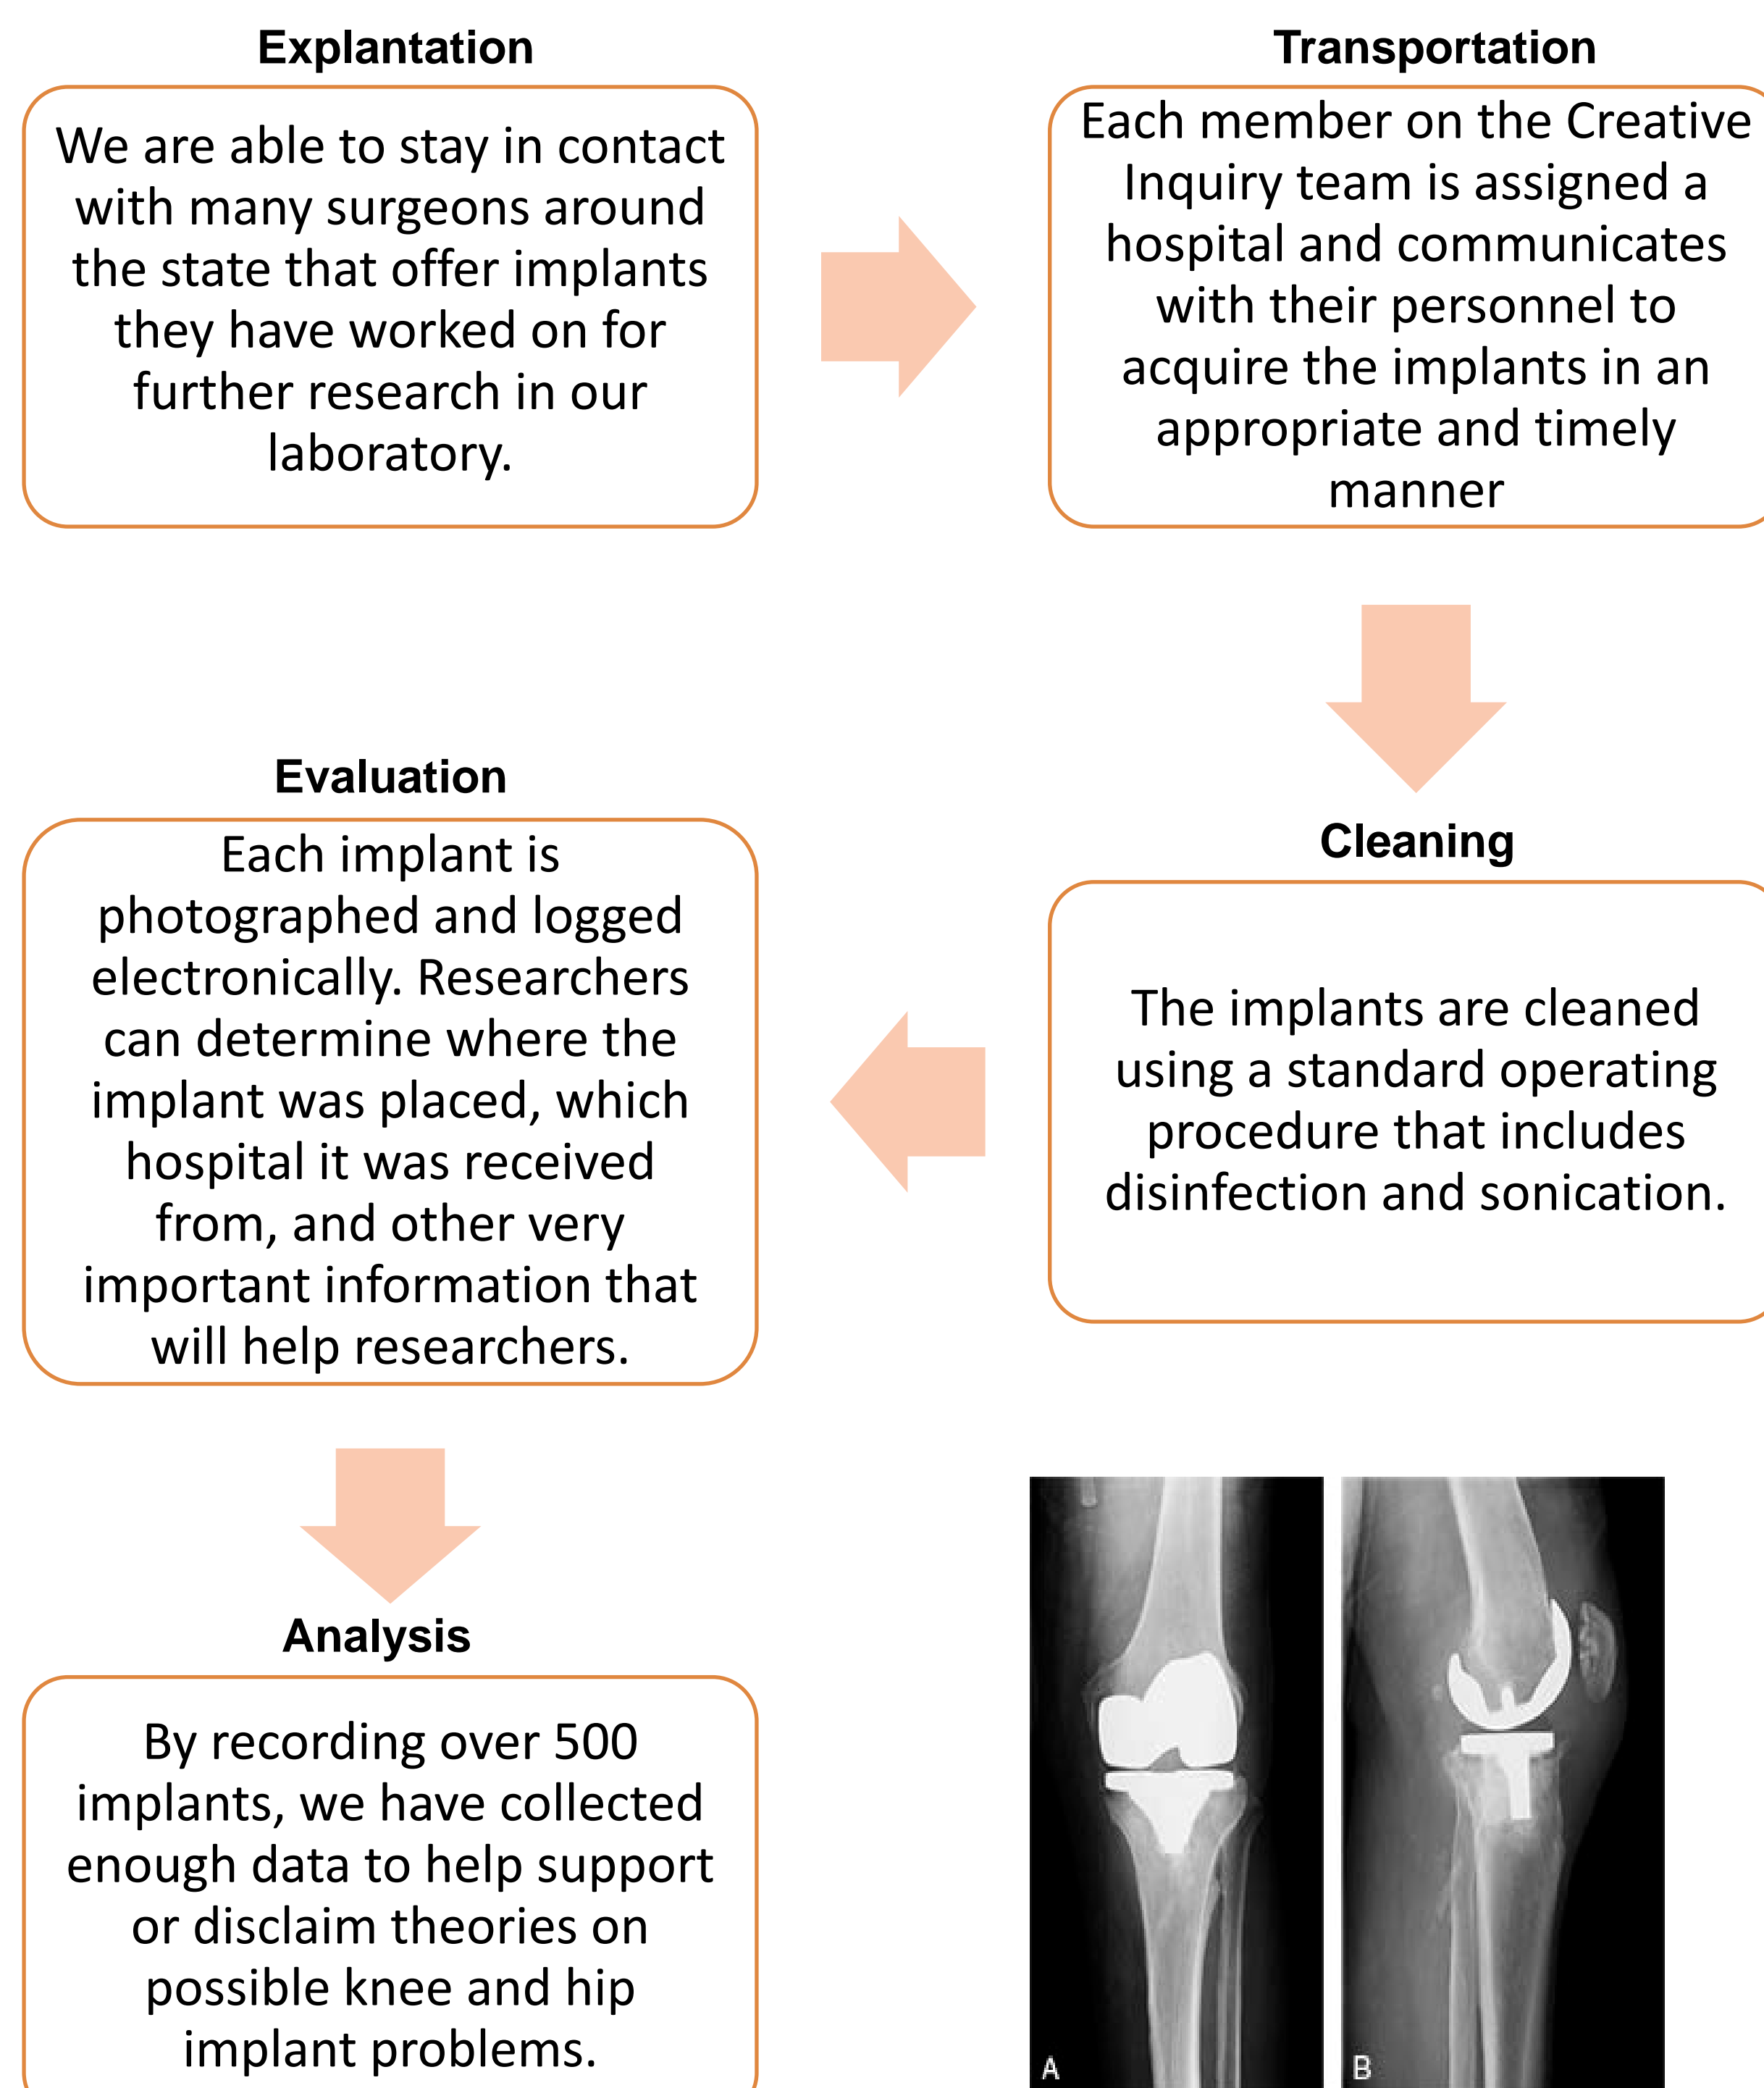 Explantation
We are able to stay in contact
with many surgeons around
the state that offer implants
they have worked on for
further research in our
laboratory.
Transportation
Each member on the Creative
Inquiry team is assigned a
hospital and communicates
with their personnel to
acquire the implants in an
appropriate and timely
manner
Cleaning
The implants are cleaned
using a standard operating
procedure that includes
disinfection and sonication.
Evaluation
Each implant is
photographed and logged
electronically. Researchers
can determine where the
implant was placed, which
hospital it was received
from, and other very
important information that
will help researchers.
Analysis
By recording over 500
implants, we have collected
enough data to help support
or disclaim theories on
possible knee and hip
implant problems.
A
B